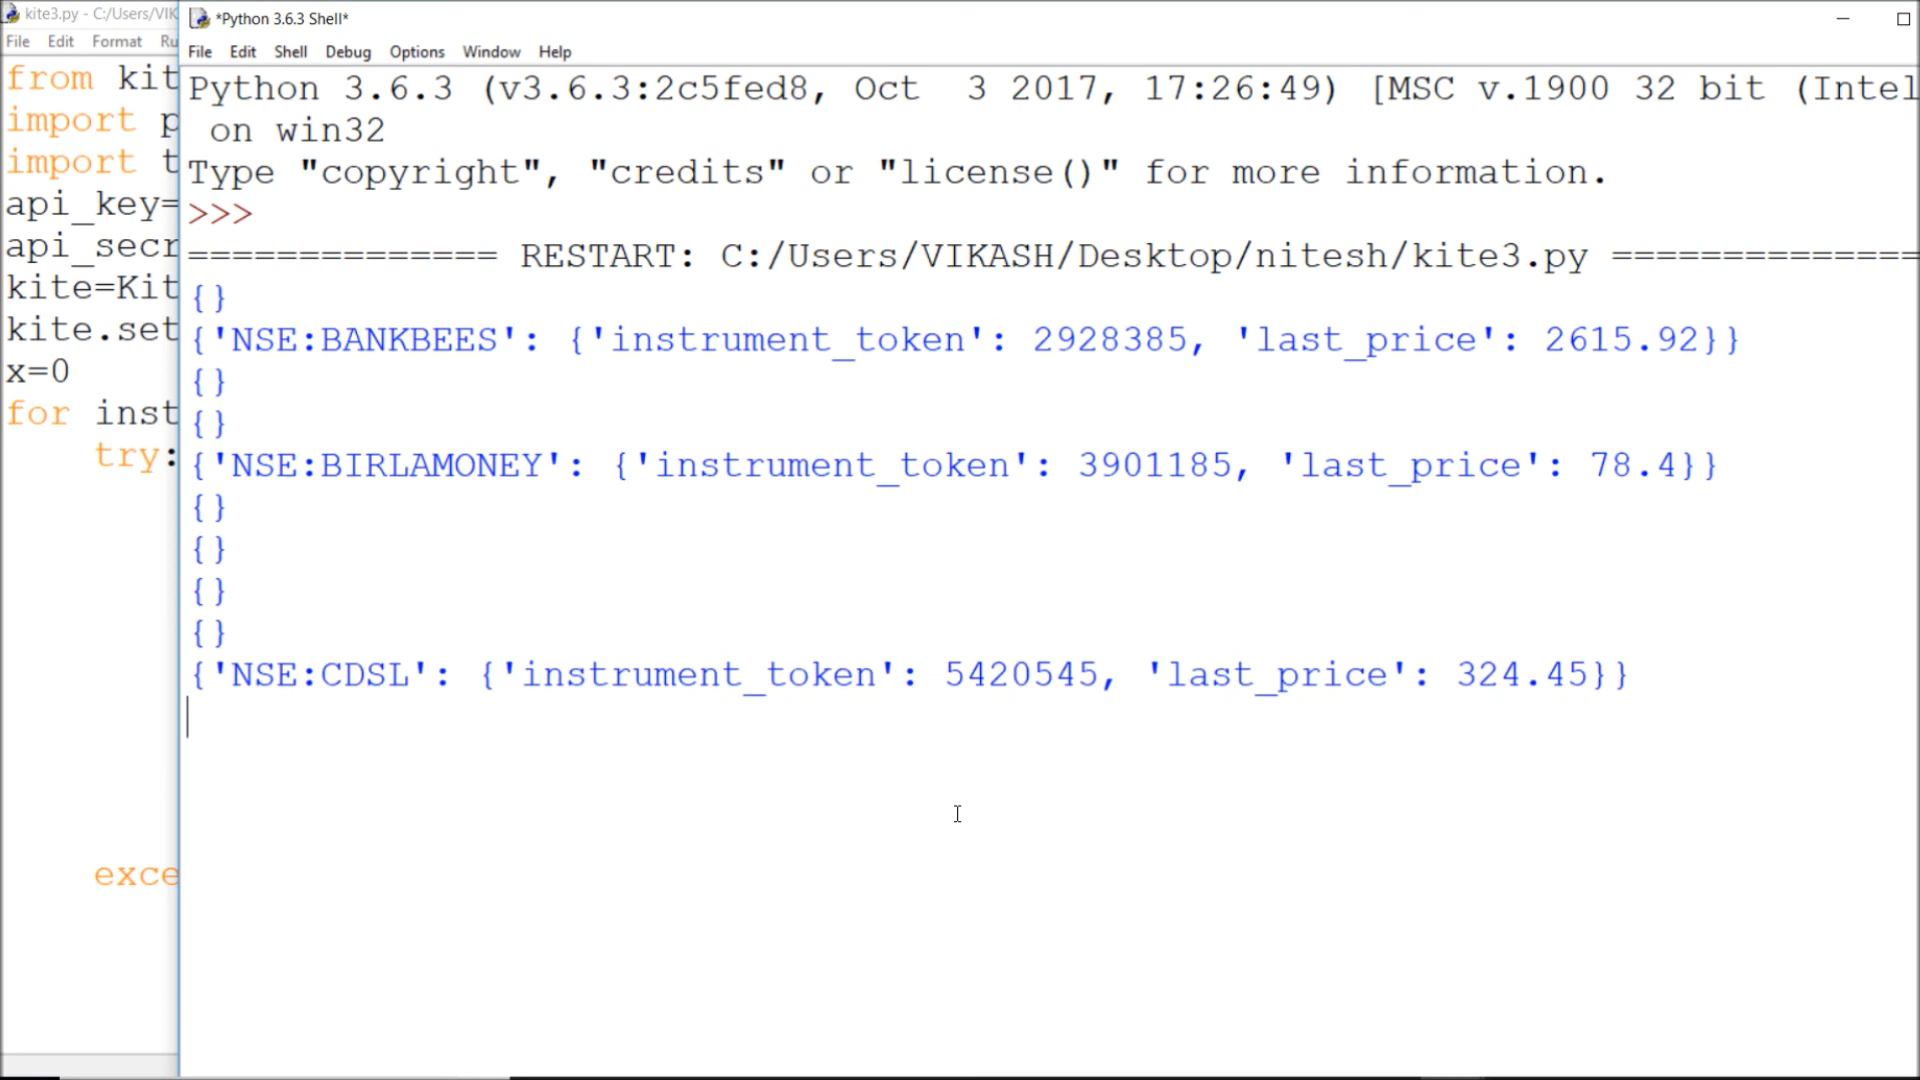 kite3.py - C:/Users/VIK
File Edit Format Ru
from kit
import p
import t
api_key=
api_secr
kite=Kit
kite.set
x=0
for inst
try:
exce
*Python 3.6.3 Shell*
File Edit Shell Debug Options Window Help
Python 3.6.3 (v3.6.3:2c5fed8, Oct  3 2017, 17:26:49) [MSC v.1900 32 bit (Intel
on win32
Type "copyright", "credits" or "license()" for more information.
>>>
============== RESTART: C:/Users/VIKASH/Desktop/nitesh/kite3.py ==============
{}
{'NSE:BANKBEES': {'instrument_token': 2928385, 'last_price': 2615.92}}
{}
{}
{'NSE:BIRLAMONEY': {'instrument_token': 3901185, 'last_price': 78.4}}
{}
{}
{}
{}
{'NSE:CDSL': {'instrument_token': 5420545, 'last_price': 324.45}}